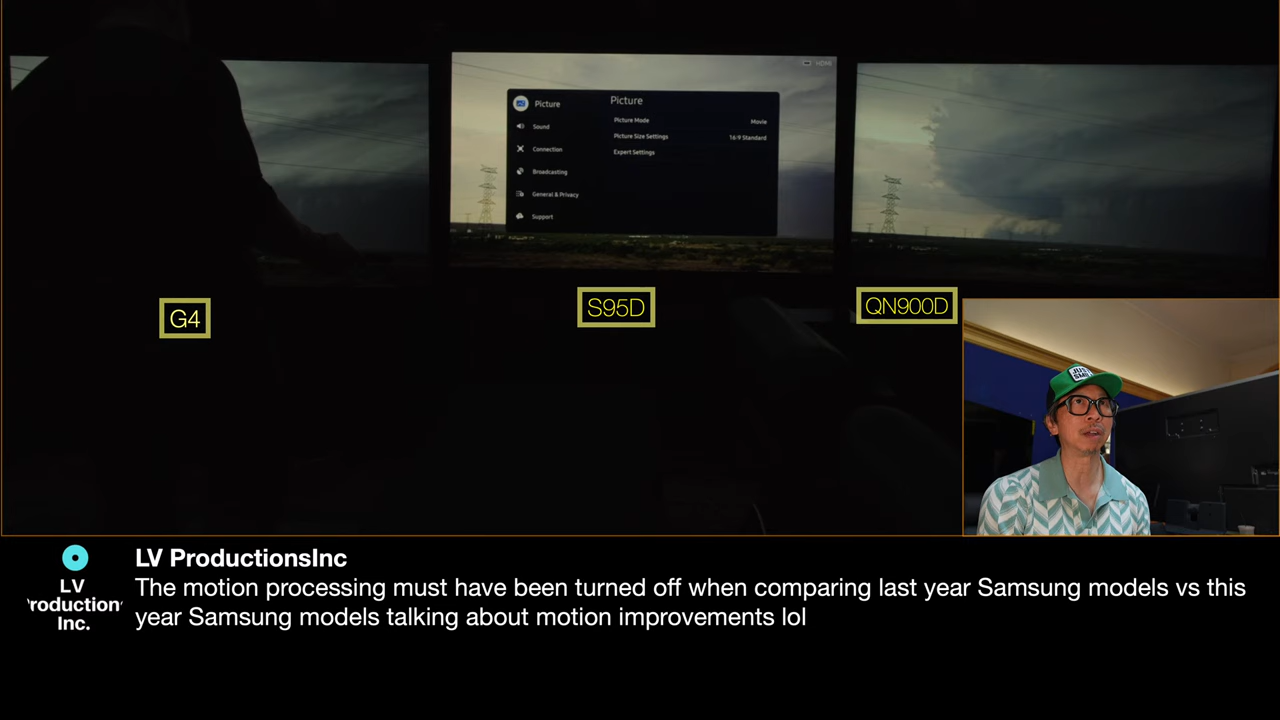 HDMI
Picture
Picture
Picture Mode
Movie
Picture Size Settings
16:9 Standard
Expert Settings
Sound
Connection
Broadcasting
General & Privacy
Support
G4
S95D
QN900D
JUST
LV ProductionsInc
The motion processing must have been turned off when comparing last year Samsung models vs this
year Samsung models talking about motion improvements lol
LV
Production
Inc.